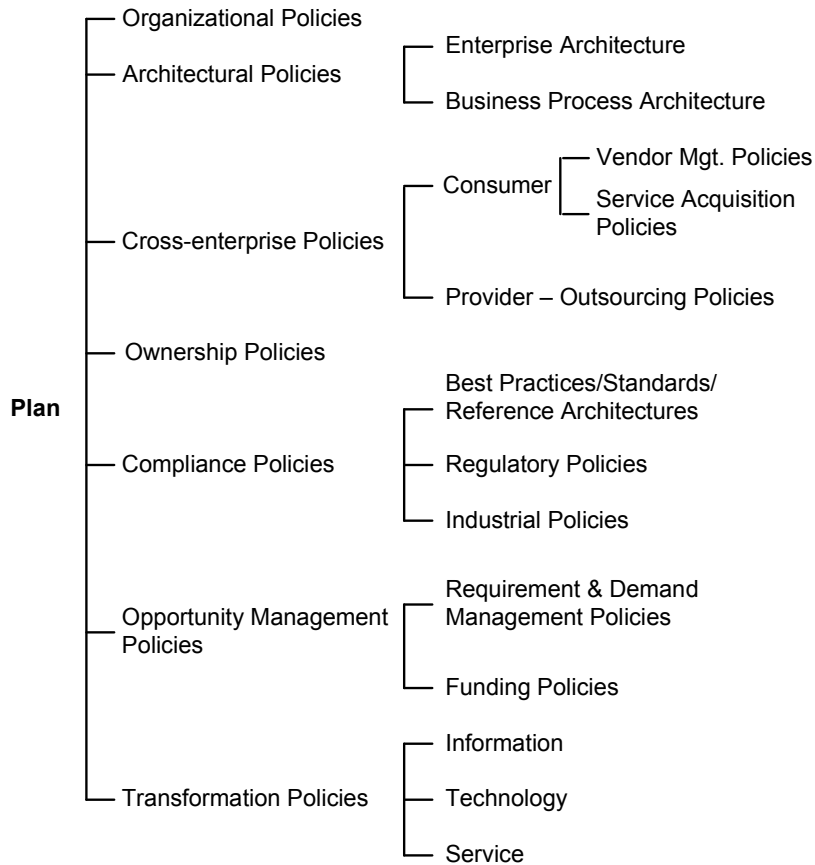 Plan
Organizational Policies
Architectural Policies
Enterprise Architecture
Business Process Architecture
Cross-enterprise Policies
Consumer
Vendor Mgt. Policies
Service Acquisition
Policies
Provider – Outsourcing Policies
Ownership Policies
Compliance Policies
Best Practices/Standards/
Reference Architectures
Regulatory Policies
Industrial Policies
Opportunity Management
Policies
Requirement & Demand
Management Policies
Funding Policies
Transformation Policies
Information
Technology
Service